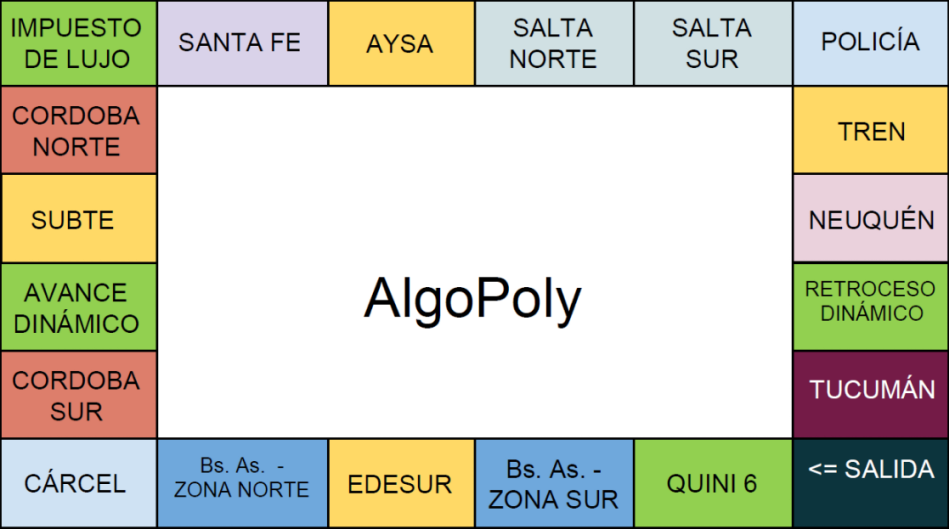 IMPUESTO
DE LUJO
SANTA FE
AYSA
SALTA
NORTE
SALTA
SUR
POLICÍA
CORDOBA
NORTE
TREN
SUBTE
NEUQUÉN
AVANCE
DINÁMICO
AlgoPoly
RETROCESO
DINÁMICO
CORDOBA
SUR
TUCUMÁN
CÁRCEL
Bs. As. -
ZONA NORTE
EDESUR
Bs. As. -
ZONA SUR
QUINI 6
<= SALIDA